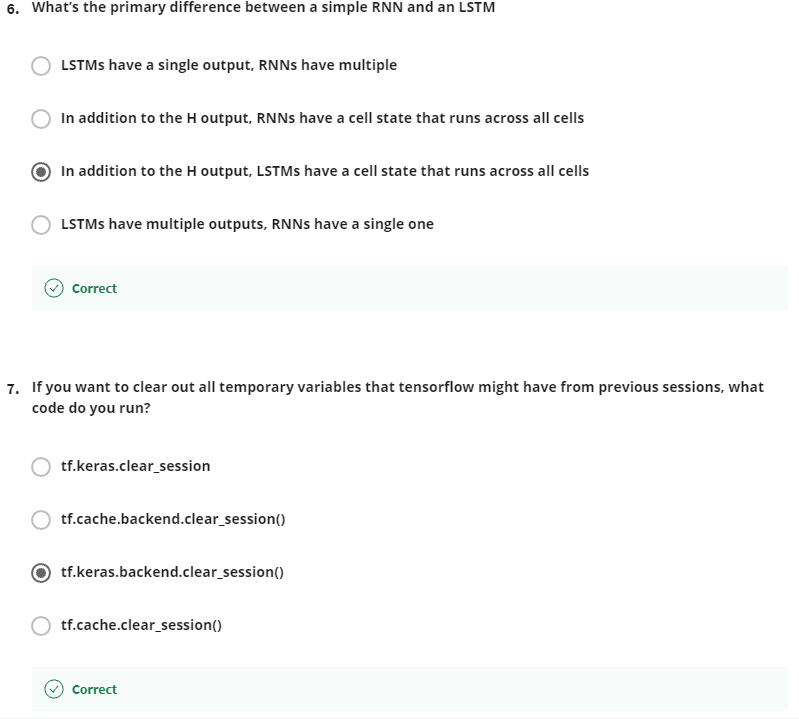 6. What's the primary difference between a simple RNN and an LSTM
LSTMs have a single output, RNNs have multiple
In addition to the H output, RNNs have a cell state that runs across all cells
In addition to the H output, LSTMs have a cell state that runs across all cells
LSTMs have multiple outputs, RNNs have a single one
Correct
7. If you want to clear out all temporary variables that tensorflow might have from previous sessions, what
code do you run?
tf.keras.clear_session
tf.cache.backend.clear_session()
tf.keras.backend.clear_session()
tf.cache.clear_session()
Correct